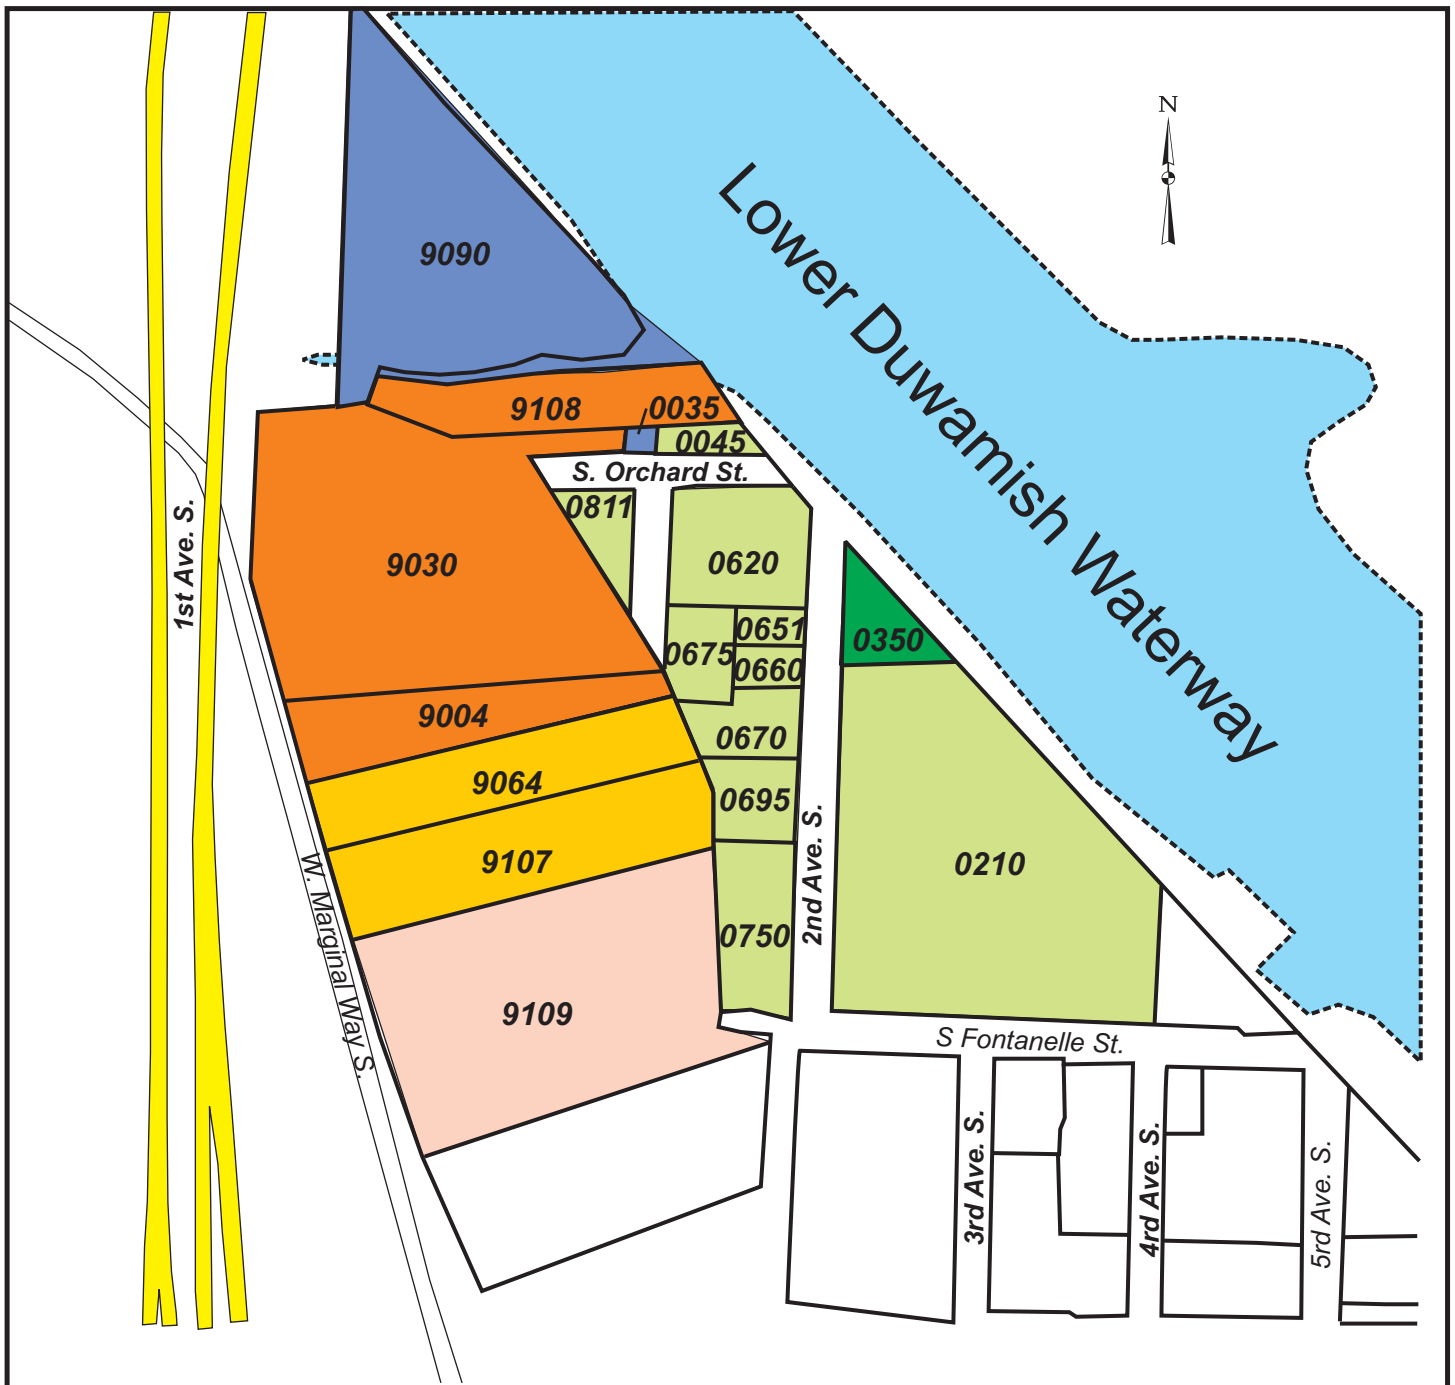 N
Lower Duwamish Waterway
9090
9108
0035
0045
S. Orchard St.
0811
9030
0620
0651
0675
0660
0350
9004
0670
9064
0695
9107
0210
0750
9109
1st Ave. S.
2nd Ave. S.
W. Marginal Way S.
S Fontanelle St.
3rd Ave. S.
4rd Ave. S.
5rd Ave. S.